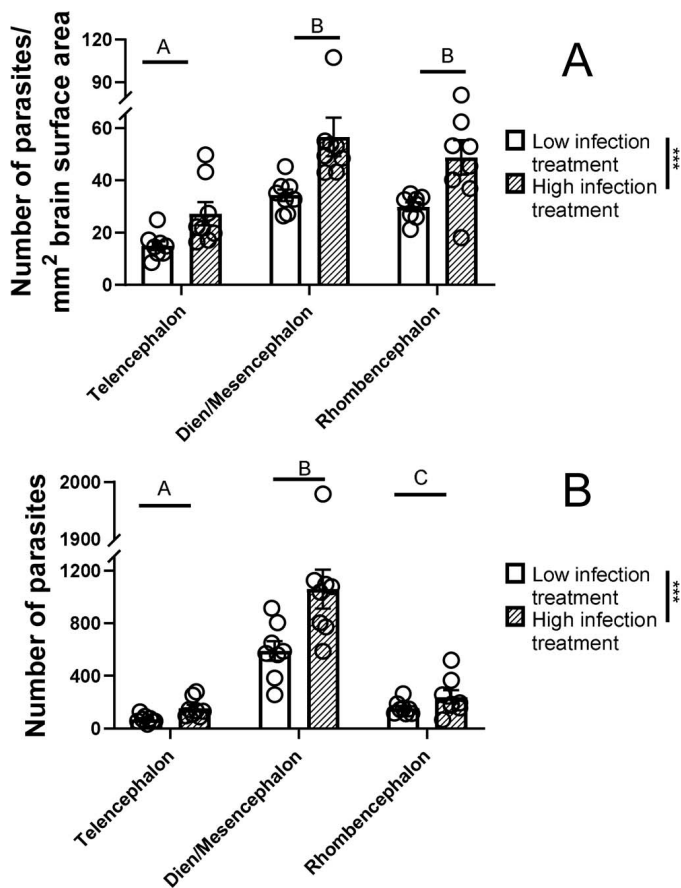 Number of parasites/
mm² brain surface area
120
90
60
40
20
0
A
B
B
Telencephalon
Dien/Mesencephalon
Rhombencephalon
A
Low infection
treatment
High infection
treatment
***
Number of parasites
2000
1900
1200
800
400
0
A
B
C
Telencephalon
Dien/Mesencephalon
Rhombencephalon
B
Low infection
treatment
High infection
treatment
***